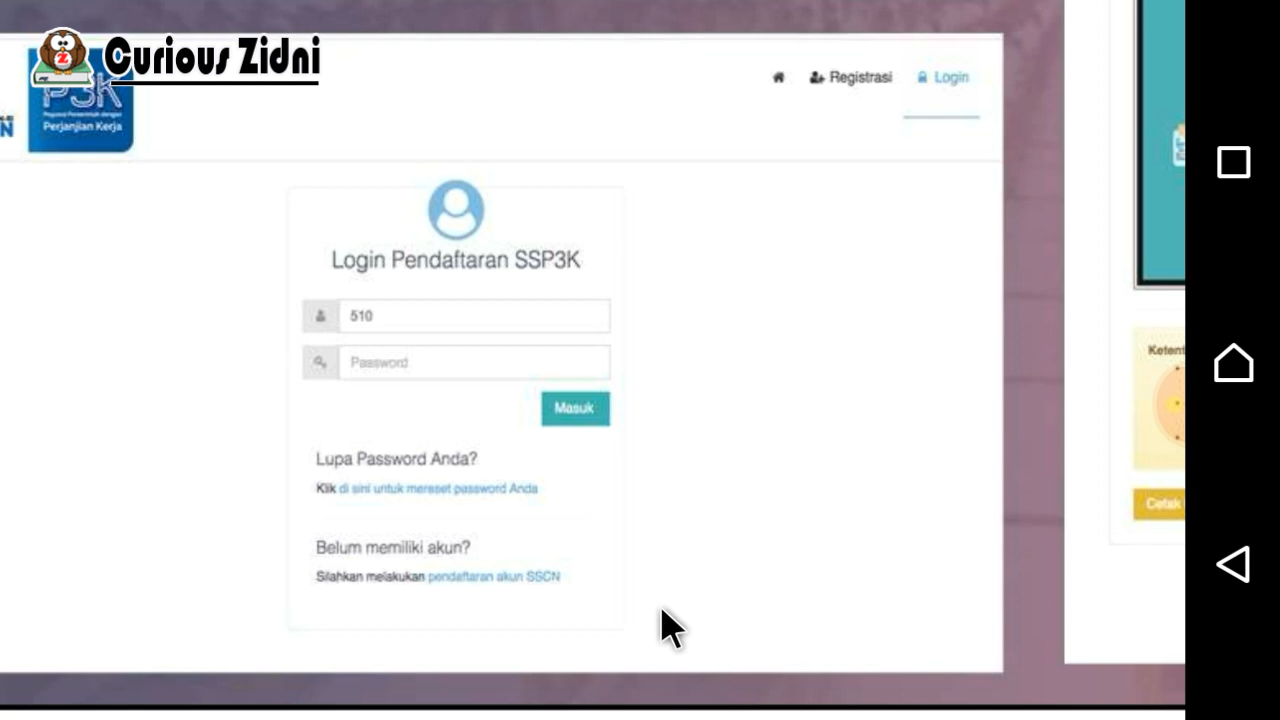 Curious Zidni
P3K
Perjanjian Kerja
Registrasi
Login
Login Pendaftaran SSP3K
510
Password
Masuk
Lupa Password Anda?
Klik di sini untuk mereset password Anda
Belum memiliki akun?
Silahkan melakukan pendaftaran akun SSCN
Cetak